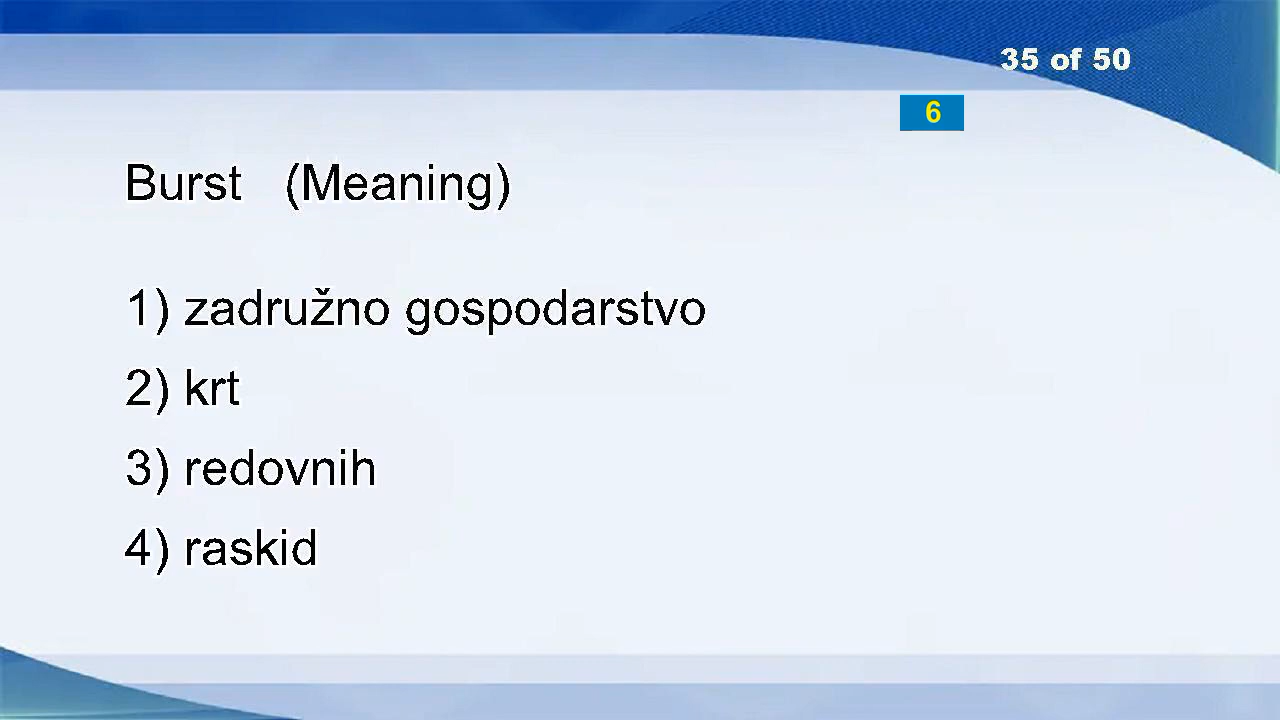 35 of 50
6
Burst (Meaning)
1) zadružno gospodarstvo
2) krt
3) redovnih
4) raskid